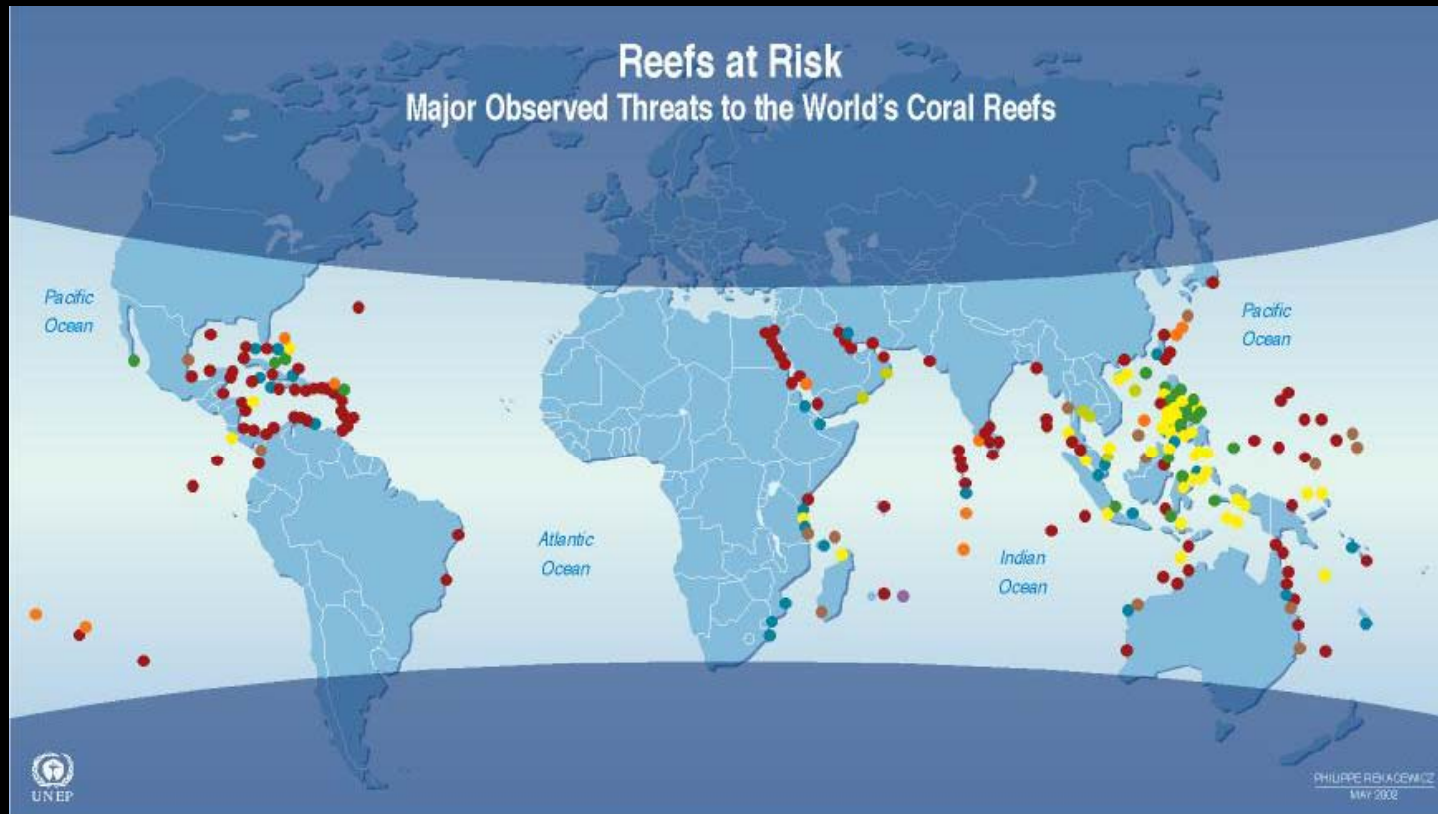 Reefs at Risk
Major Observed Threats to the World's Coral Reefs
Pacific
Ocean
Pacific
Ocean
Atlantic
Ocean
Indian
Ocean
UNEP
PHILIPPE REKACEWICZ
MAY 2002